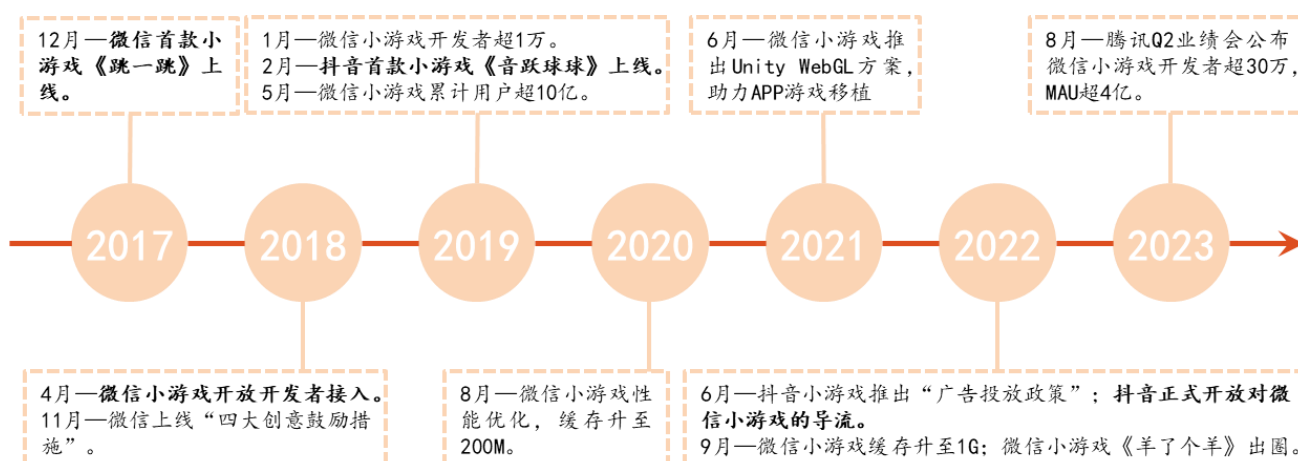 12月—微信首款小
游戏《跳一跳》上
线。
1月—微信小游戏开发者超1万。
2月—抖音首款小游戏《音跃球球》上线。
5月—微信小游戏累计用户超10亿。
6月—微信小游戏推
出Unity WebGL方案，
助力APP游戏移植
8月—腾讯Q2业绩会公布
微信小游戏开发者超30万，
MAU超4亿。
2017
2018
2019
2020
2021
2022
2023
4月—微信小游戏开放开发者接入。
11月—微信上线“四大创意鼓励措
施”。
8月—微信小游戏性
能优化，缓存升至
200M。
6月—抖音小游戏推出“广告投放政策”；抖音正式开放对微
信小游戏的导流。
9月—微信小游戏缓存升至1G；微信小游戏《羊了个羊》出圈。